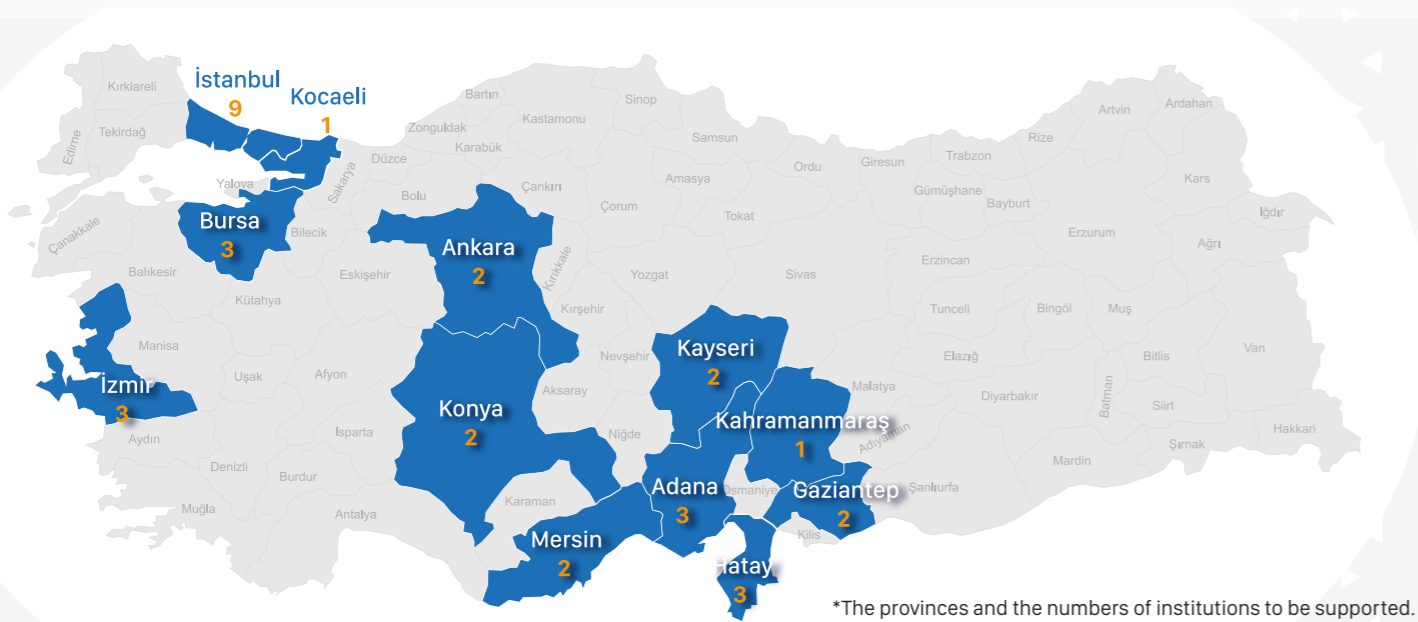 İstanbul
9
Kocaeli
1
Bursa
3
Ankara
2
İzmir
3
Konya
2
Kayseri
2
Kahramanmaraş
1
Adana
3
Gaziantep
2
Mersin
2
Hatay
3
Kırklareli
Tekirdağ
Edirne
Çanakkale
Yalova
Sakarya
Balıkesir
Bilecik
Kütahya
Eskişehir
Manisa
Uşak
Afyon
Aydın
Denizli
Muğla
Burdur
Isparta
Antalya
Düzce
Bolu
Zonguldak
Bartın
Karabük
Kastamonu
Çankırı
Kırıkkale
Kırşehir
Nevşehir
Aksaray
Niğde
Karaman
Sinop
Samsun
Amasya
Çorum
Tokat
Yozgat
Sivas
Ordu
Giresun
Trabzon
Gümüşhane
Bayburt
Rize
Artvin
Ardahan
Kars
Iğdır
Ağrı
Erzurum
Erzincan
Tunceli
Bingöl
Muş
Elazığ
Malatya
Adıyaman
Diyarbakır
Batman
Bitlis
Van
Siirt
Şırnak
Hakkari
Mardin
Şanlıurfa
Osmaniye
Kilis
*The provinces and the numbers of institutions to be supported.